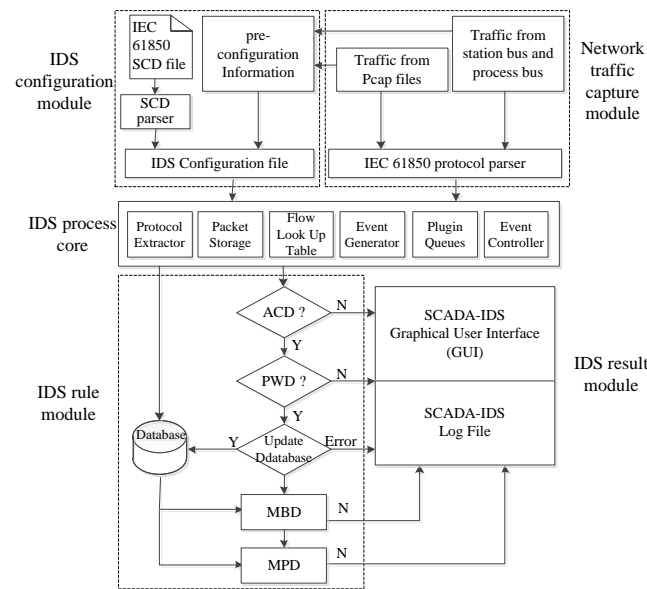 IDS
configuration
module
IEC
61850
SCD file
SCD
parser
pre-
configuration
Information
IDS Configuration file
Traffic from
Pcap files
Traffic from
station bus and
process bus
IEC 61850 protocol parser
Network
traffic
capture
module
IDS process
core
Protocol
Extractor
Packet
Storage
Flow
Look Up
Table
Event
Generator
Plugin
Queues
Event
Controller
IDS rule
module
ACD ?
N
Y
PWD ?
N
Y
Update
Ddatabase
Y
Error
Database
MBD
N
MPD
N
SCADA-IDS
Graphical User Interface
(GUI)
SCADA-IDS
Log File
IDS result
module